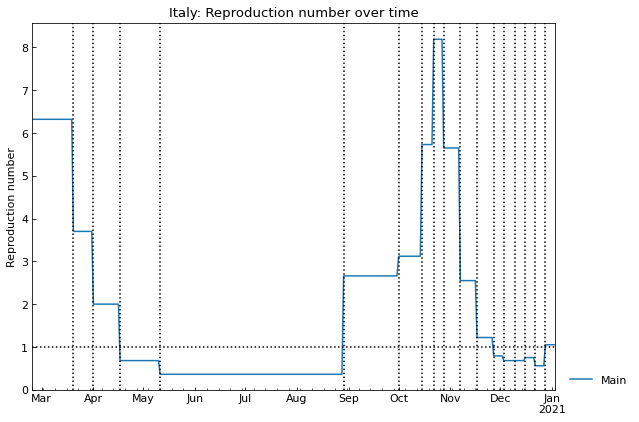 Italy: Reproduction number over time
Reproduction number
8
7
6
5
4
3
2
1
0
Mar Apr May Jun Jul Aug Sep Oct Nov Dec Jan
2021
Main